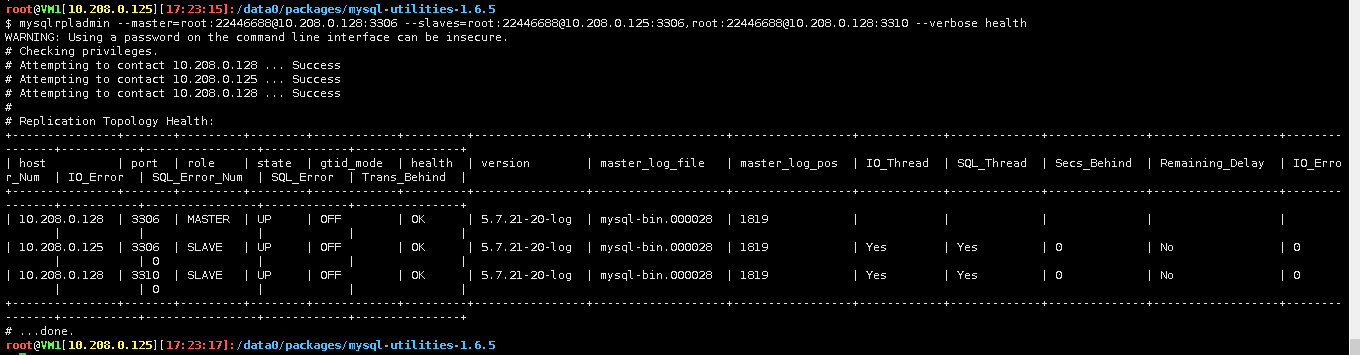 root@VM1[10.208.0.125][17:23:15]:/data0/packages/mysql-utilities-1.6.5
$ mysqlrpladmin --master=root:22446688@10.208.0.128:3306 --slaves=root:22446688@10.208.0.125:3306,root:22446688@10.208.0.128:3310 --verbose health
WARNING: Using a password on the command line interface can be insecure.
# Checking privileges.
# Attempting to contact 10.208.0.128 ... Success
# Attempting to contact 10.208.0.125 ... Success
# Attempting to contact 10.208.0.128 ... Success
#
# Replication Topology Health:
+---------------+-------+---------+--------+------------+---------+----------------+-------------------+-----------------+------------+-------------+--------------+------------------+--------
-------+-----------+----------------+------------+---------------+
| host          | port  | role    | state  | gtid_mode  | health  | version        | master_log_file   | master_log_pos  | IO_Thread  | SQL_Thread  | Secs_Behind  | Remaining_Delay  | IO_Erro
r_Num  | IO_Error  | SQL_Error_Num  | SQL_Error  | Trans_Behind  |
+---------------+-------+---------+--------+------------+---------+----------------+-------------------+-----------------+------------+-------------+--------------+------------------+--------
-------+-----------+----------------+------------+---------------+
| 10.208.0.128  | 3306  | MASTER  | UP     | OFF        | OK      | 5.7.21-20-log  | mysql-bin.000028  | 1819            |            |             |              |                  |
       |           |                |            |               |
| 10.208.0.125  | 3306  | SLAVE   | UP     | OFF        | OK      | 5.7.21-20-log  | mysql-bin.000028  | 1819            | Yes        | Yes         | 0            | No               | 0
       |           | 0              |            |               |
| 10.208.0.128  | 3310  | SLAVE   | UP     | OFF        | OK      | 5.7.21-20-log  | mysql-bin.000028  | 1819            | Yes        | Yes         | 0            | No               | 0
       |           | 0              |            |               |
+---------------+-------+---------+--------+------------+---------+----------------+-------------------+-----------------+------------+-------------+--------------+------------------+--------
-------+-----------+----------------+------------+---------------+
# ...done.
root@VM1[10.208.0.125][17:23:17]:/data0/packages/mysql-utilities-1.6.5